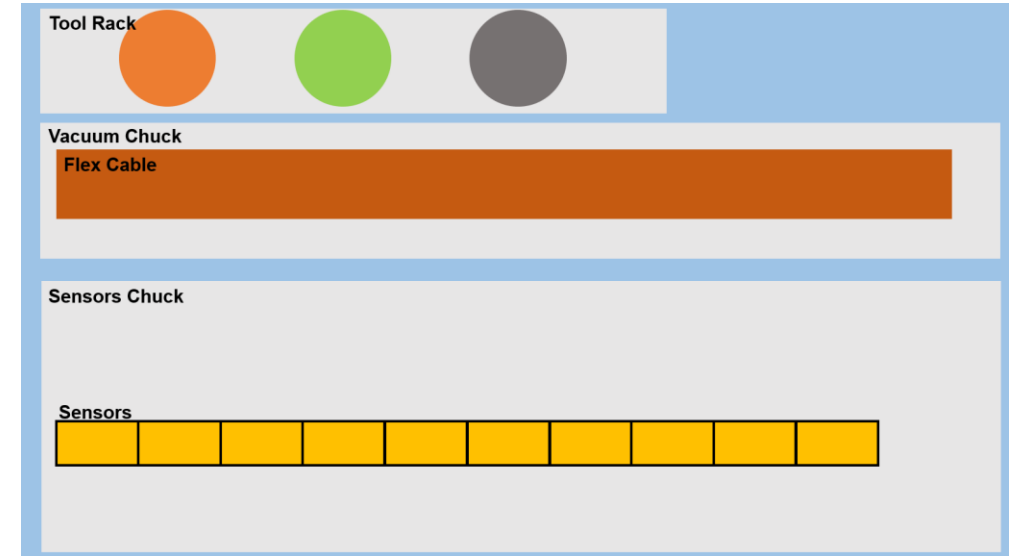 Tool Rack
Vacuum Chuck
Flex Cable
Sensors Chuck
Sensors